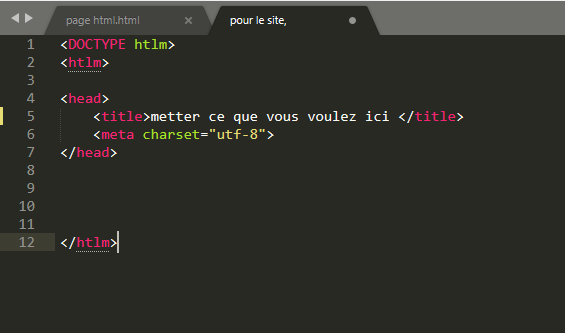 page html.html
pour le site,
1 <DOCTYPE htlm>
2 <htlm>
3
4 <head>
5 <title>metter ce que vous voulez ici </title>
6 <meta charset="utf-8">
7 </head>
8
9
10
11
12 </htlm>